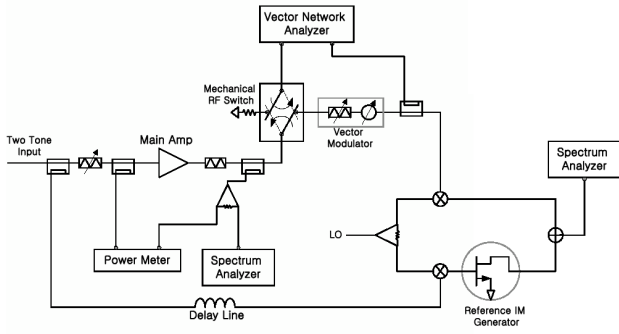 Vector Network
Analyzer
Mechanical
RF Switch
Vector
Modulator
Two Tone
Input
Main Amp
Spectrum
Analyzer
LO
Power Meter
Spectrum
Analyzer
Reference IM
Generator
Delay Line